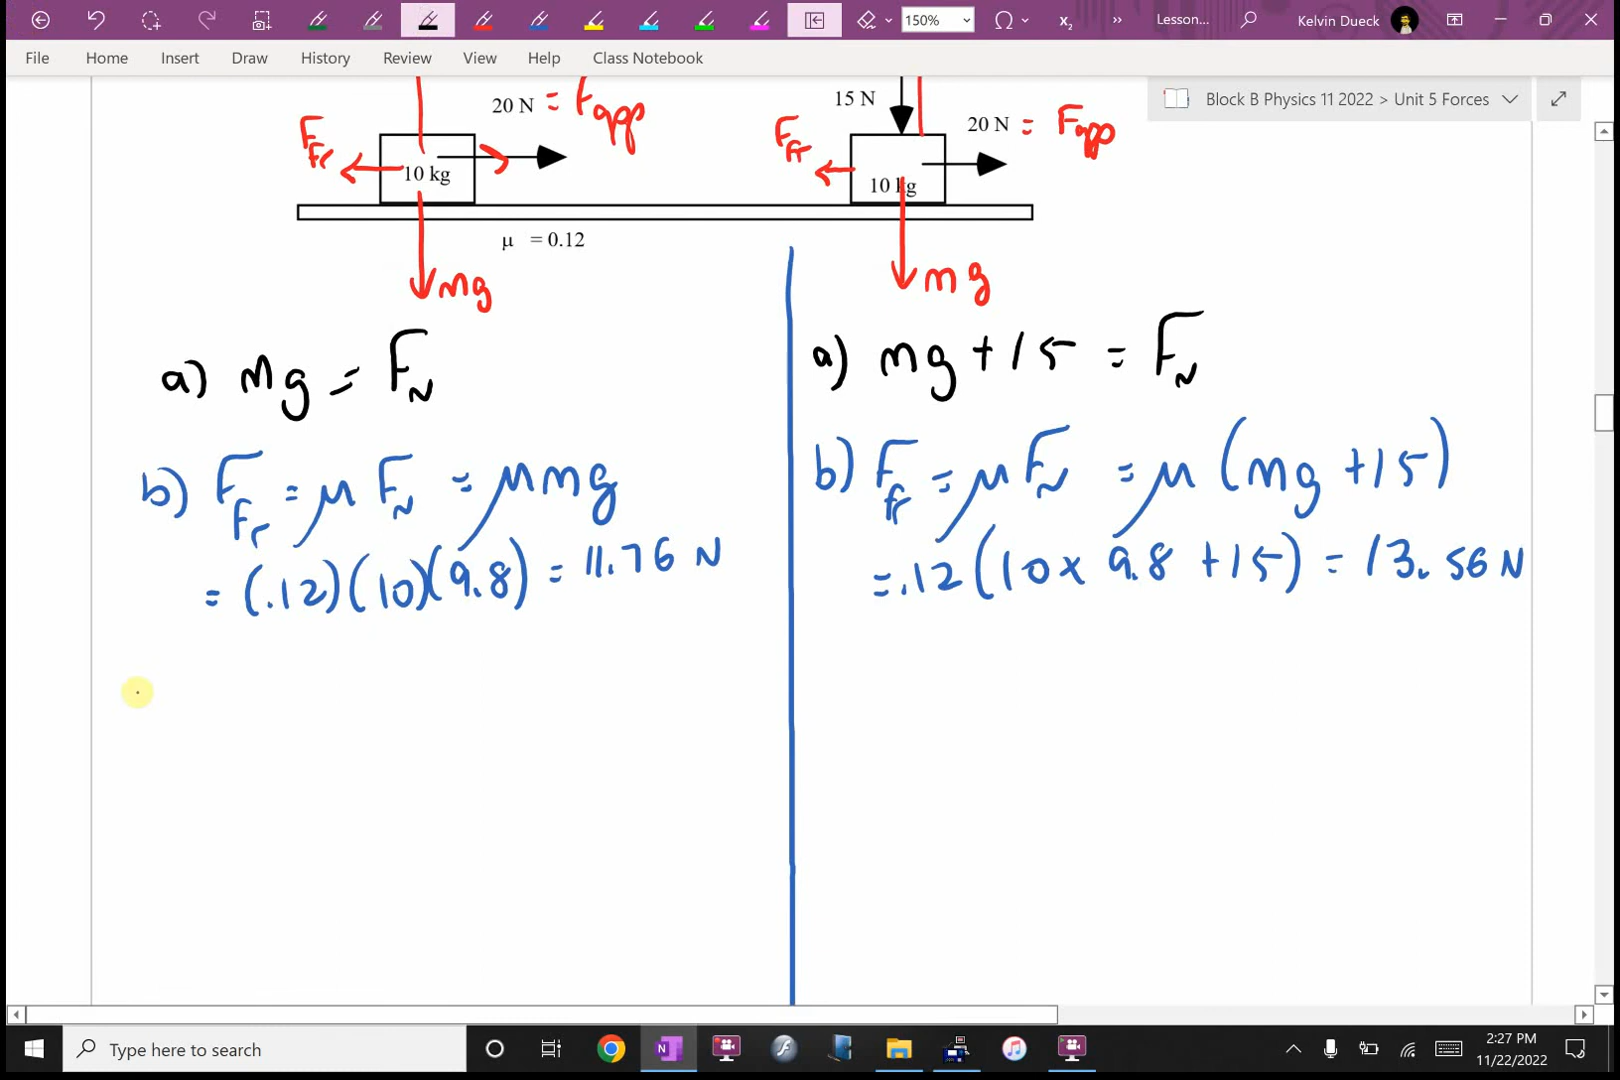 150%
Lesson...
Kelvin Dueck
File Home Insert Draw History Review View Help Class Notebook
Block B Physics 11 2022 > Unit 5 Forces
20 N = Fapp
15 N
20 N = Fapp
Ffr
10 kg
Ffr
10 kg
μ = 0.12
mg
mg
a) mg = FN
a) mg + 15 = FN
b) FFr = μ FN = μmg
= (.12)(10)(9.8) = 11.76 N
b) Ffr = μ FN = μ (mg + 15)
= .12 (10 x 9.8 + 15) = 13.56 N
Type here to search
2:27 PM
11/22/2022